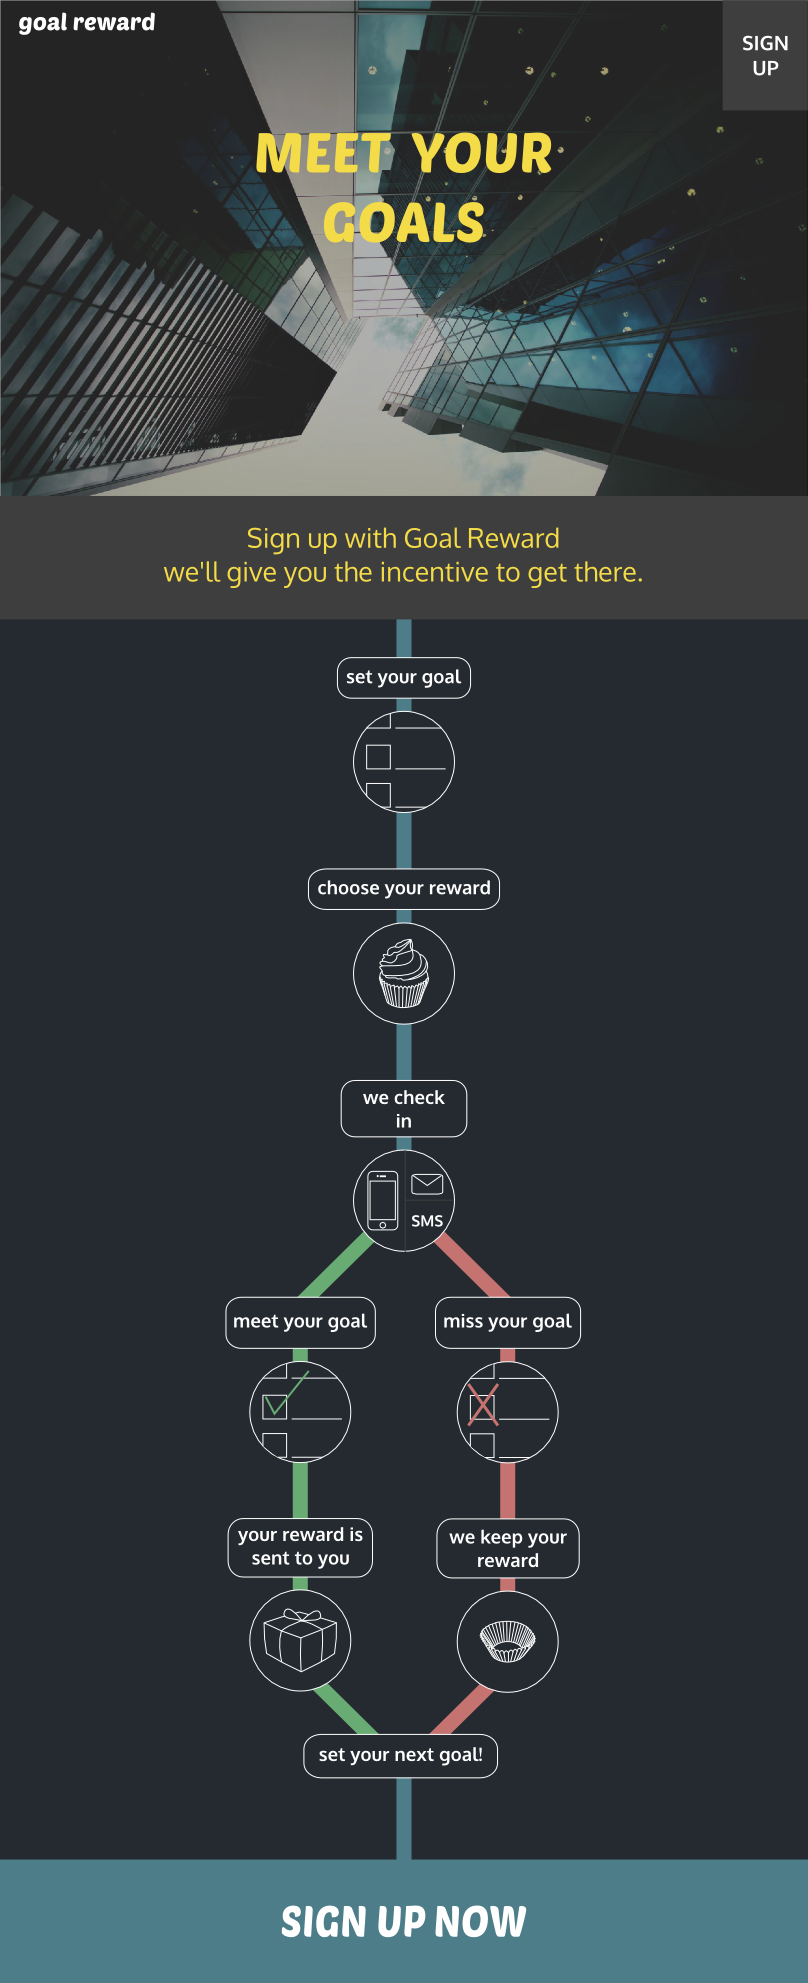 goal reward
SIGN
UP
MEET YOUR
GOALS
Sign up with Goal Reward
we'll give you the incentive to get there.
set your goal
choose your reward
we check
in
SMS
meet your goal
miss your goal
your reward is
sent to you
we keep your
reward
set your next goal!
SIGN UP NOW